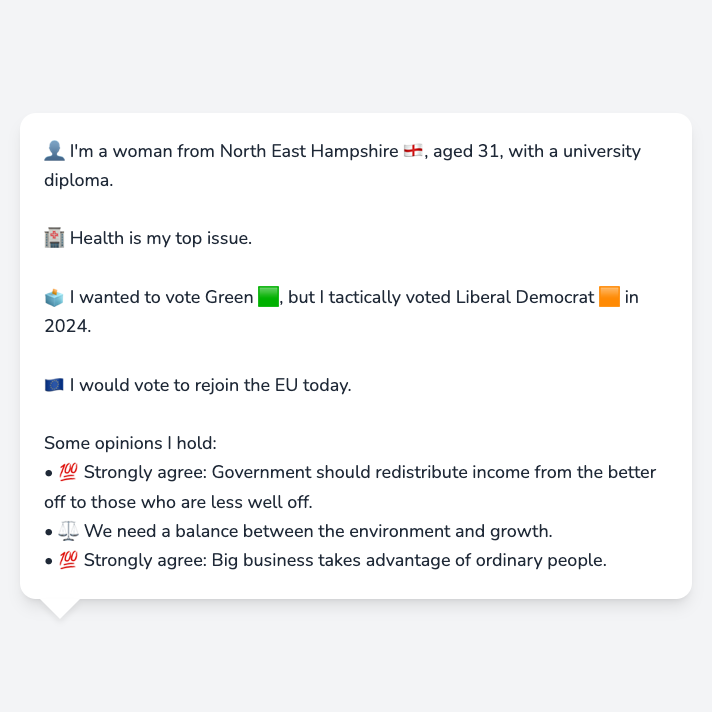 👤 I'm a woman from North East Hampshire 🏴󠁧󠁢󠁥󠁮󠁧󠁿, aged 31, with a university
diploma.
🏥 Health is my top issue.
🗳️ I wanted to vote Green 🟩, but I tactically voted Liberal Democrat 🟧 in
2024.
🇪🇺 I would vote to rejoin the EU today.
Some opinions I hold:
• 💯 Strongly agree: Government should redistribute income from the better
off to those who are less well off.
• ⚖️ We need a balance between the environment and growth.
• 💯 Strongly agree: Big business takes advantage of ordinary people.